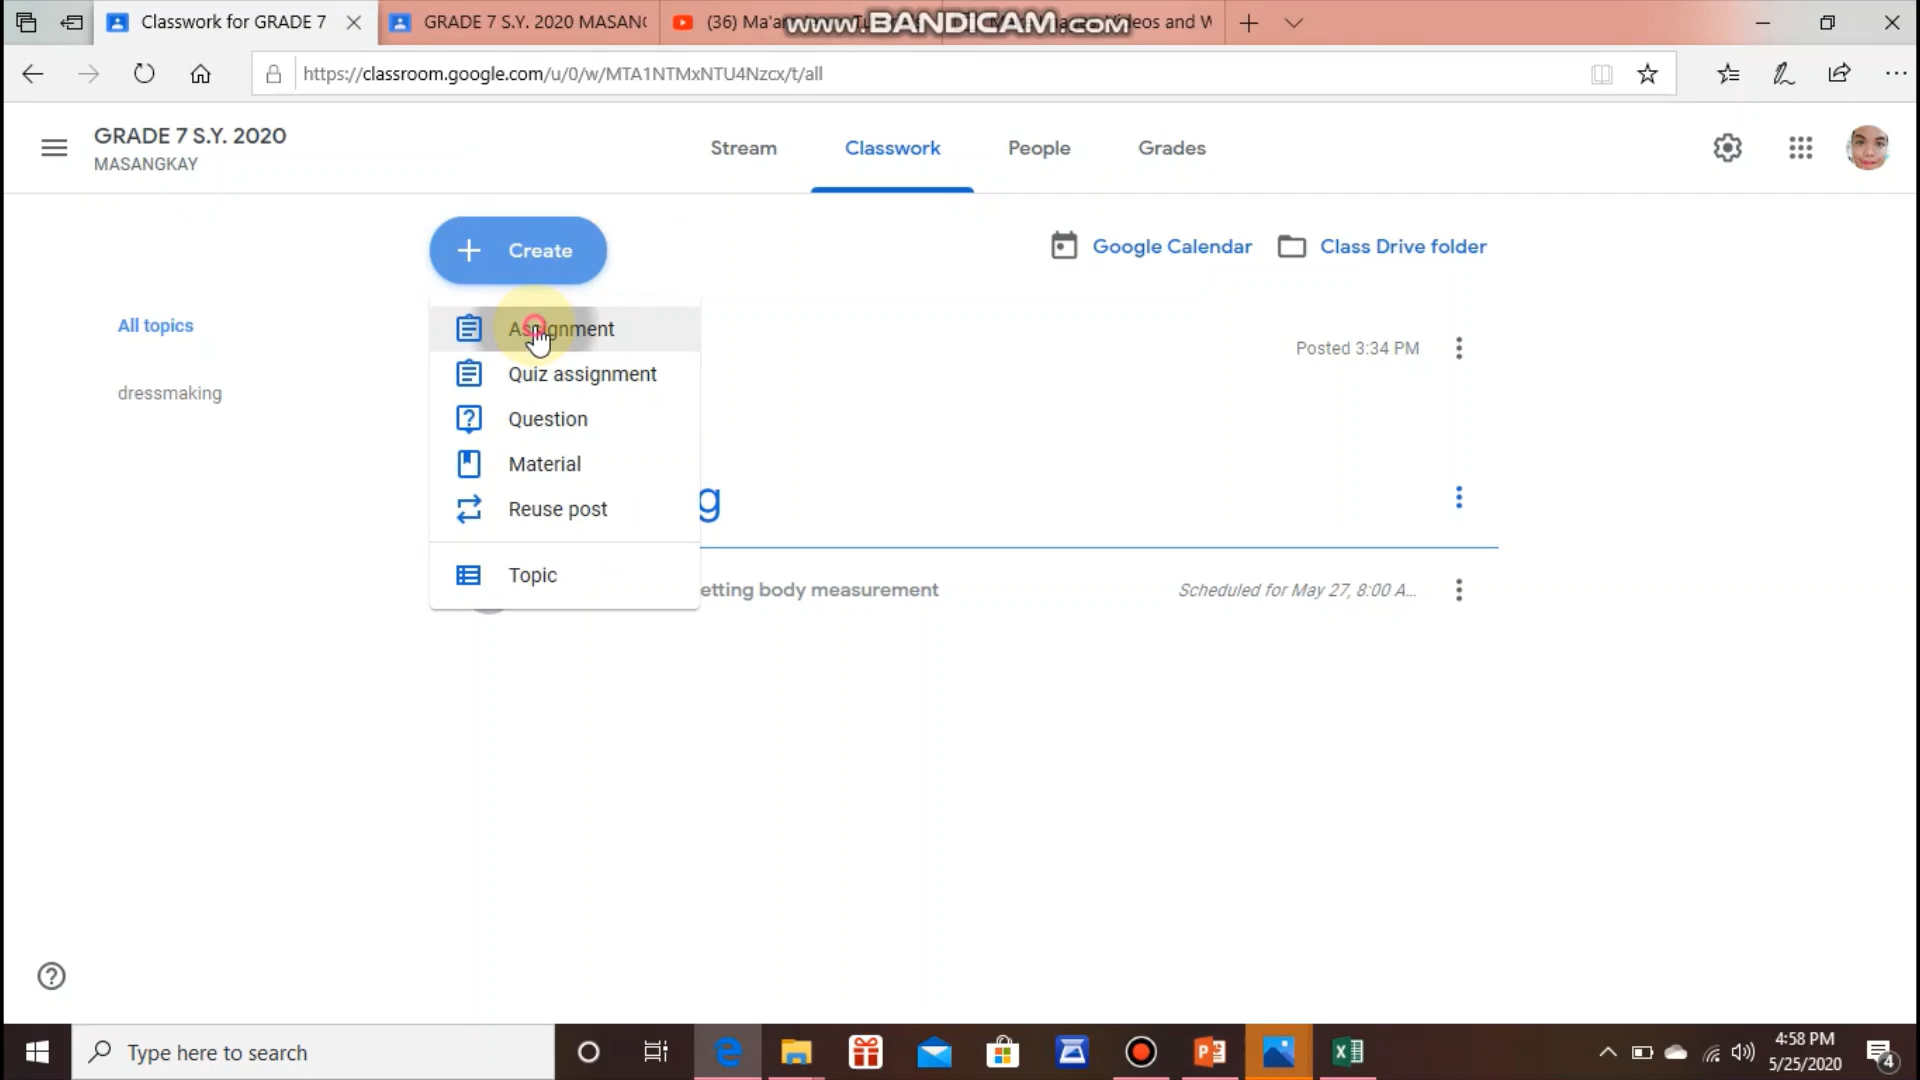 Classwork for GRADE 7
GRADE 7 S.Y. 2020 MASANG
(36) Ma'a
www.BANDICAM.com
deos and W
https://classroom.google.com/u/0/w/MTA1NTMxNTU4Nzcx/t/all
GRADE 7 S.Y. 2020
MASANGKAY
Stream
Classwork
People
Grades
Create
Google Calendar
Class Drive folder
All topics
dressmaking
Assignment
Quiz assignment
Question
Material
Reuse post
Topic
Posted 3:34 PM
g
etting body measurement
Scheduled for May 27, 8:00 A...
Type here to search
4:58 PM
5/25/2020
4